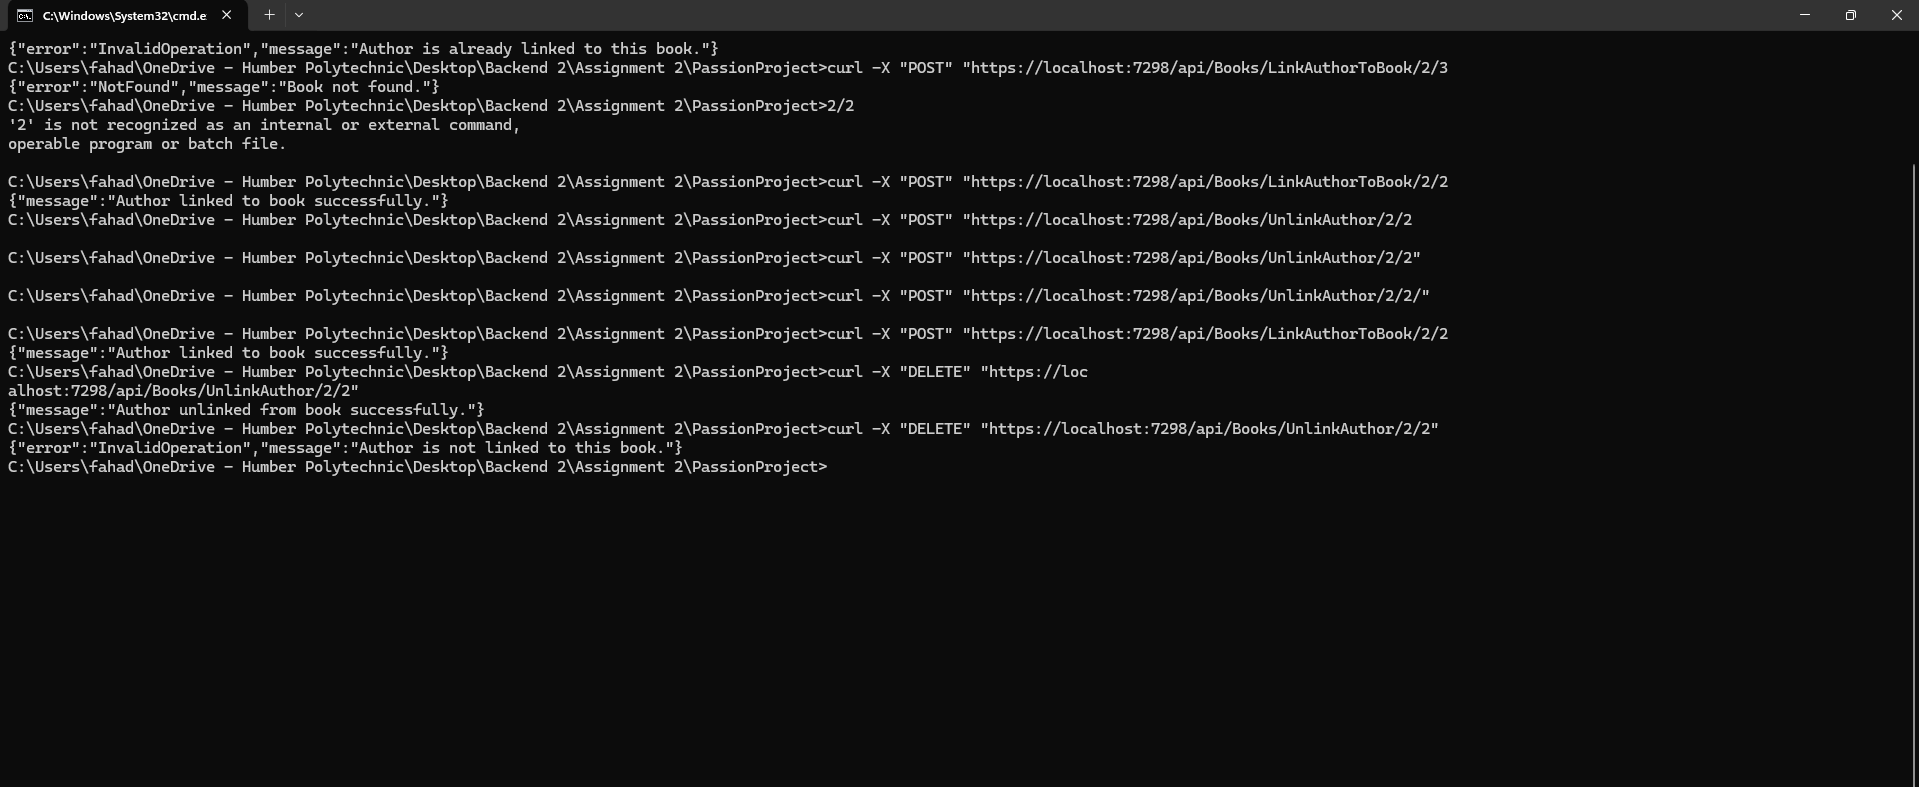 C:\Windows\System32\cmd.e
{"error":"InvalidOperation","message":"Author is already linked to this book."}
C:\Users\fahad\OneDrive - Humber Polytechnic\Desktop\Backend 2\Assignment 2\PassionProject>curl -X "POST" "https://localhost:7298/api/Books/LinkAuthorToBook/2/3
{"error":"NotFound","message":"Book not found."}
C:\Users\fahad\OneDrive - Humber Polytechnic\Desktop\Backend 2\Assignment 2\PassionProject>2/2
'2' is not recognized as an internal or external command,
operable program or batch file.
C:\Users\fahad\OneDrive - Humber Polytechnic\Desktop\Backend 2\Assignment 2\PassionProject>curl -X "POST" "https://localhost:7298/api/Books/LinkAuthorToBook/2/2
{"message":"Author linked to book successfully."}
C:\Users\fahad\OneDrive - Humber Polytechnic\Desktop\Backend 2\Assignment 2\PassionProject>curl -X "POST" "https://localhost:7298/api/Books/UnlinkAuthor/2/2
C:\Users\fahad\OneDrive - Humber Polytechnic\Desktop\Backend 2\Assignment 2\PassionProject>curl -X "POST" "https://localhost:7298/api/Books/UnlinkAuthor/2/2"
C:\Users\fahad\OneDrive - Humber Polytechnic\Desktop\Backend 2\Assignment 2\PassionProject>curl -X "POST" "https://localhost:7298/api/Books/UnlinkAuthor/2/2/"
C:\Users\fahad\OneDrive - Humber Polytechnic\Desktop\Backend 2\Assignment 2\PassionProject>curl -X "POST" "https://localhost:7298/api/Books/LinkAuthorToBook/2/2
{"message":"Author linked to book successfully."}
C:\Users\fahad\OneDrive - Humber Polytechnic\Desktop\Backend 2\Assignment 2\PassionProject>curl -X "DELETE" "https://loc
alhost:7298/api/Books/UnlinkAuthor/2/2"
{"message":"Author unlinked from book successfully."}
C:\Users\fahad\OneDrive - Humber Polytechnic\Desktop\Backend 2\Assignment 2\PassionProject>curl -X "DELETE" "https://localhost:7298/api/Books/UnlinkAuthor/2/2"
{"error":"InvalidOperation","message":"Author is not linked to this book."}
C:\Users\fahad\OneDrive - Humber Polytechnic\Desktop\Backend 2\Assignment 2\PassionProject>